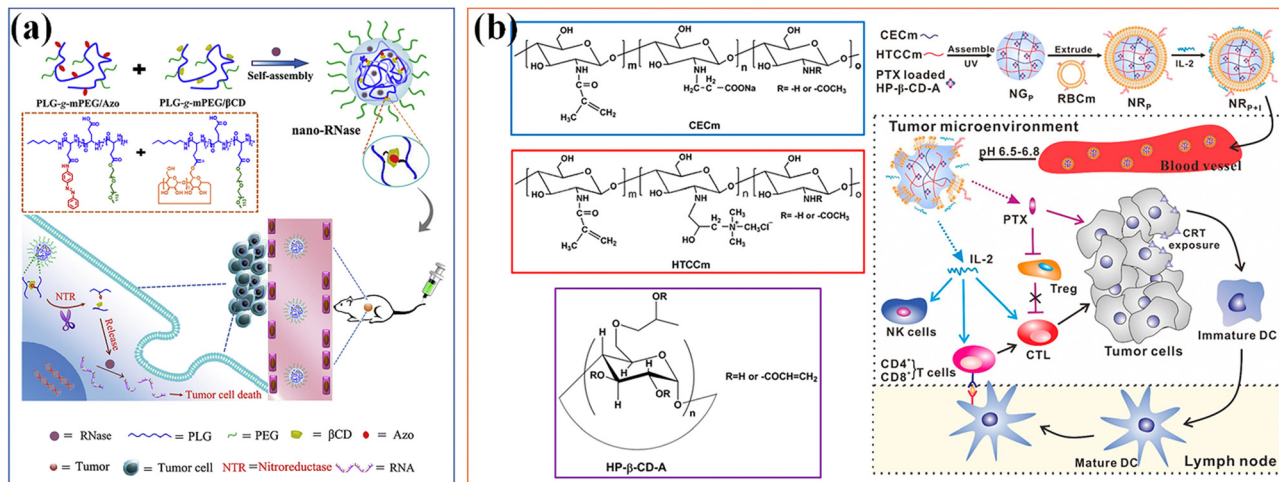 (a)
PLG-g-mPEG/Azo
+
PLG-g-mPEG/βCD
Self-assembly
nano-RNase
+
NTR
Release
Tumor cell death
= RNase
= PLG
= PEG
= βCD
= Azo
= Tumor
= Tumor cell
NTR = Nitroreductase
= RNA
(b)
CECm
HTCCm
PTX loaded
HP-β-CD-A
Assemble
UV
NGP
Extrude
RBCm
NRP
IL-2
NRP+I
R= -H or -COCH3
CECm
R= -H or -COCH3
HTCCm
R=H or -COCH=CH2
HP-β-CD-A
Tumor microenvironment
pH 6.5-6.8
Blood vessel
PTX
CRT
exposure
IL-2
Treg
NK cells
CTL
Tumor cells
Immature DC
CD4+
CD8+
}T cells
Mature DC
Lymph node